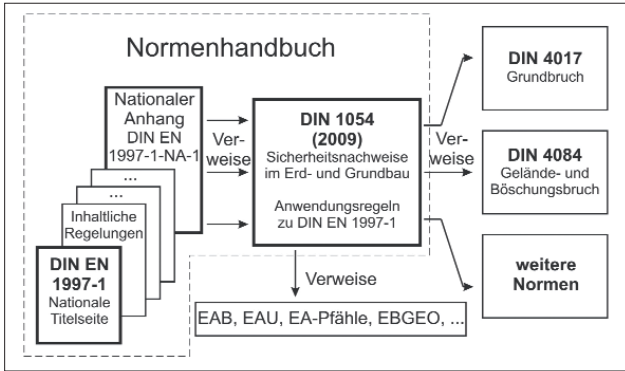 Normenhandbuch
Nationaler
Anhang
DIN EN
1997-1-NA-1
...
...
Inhaltliche
Regelungen
DIN EN
1997-1
Nationale
Titelseite
Ver-
weise
DIN 1054
(2009)
Sicherheitsnachweise
im Erd- und Grundbau
Anwendungsregeln
zu DIN EN 1997-1
Verweise
EAB, EAU, EA-Pfähle, EBGEO, ...
Ver-
weise
DIN 4017
Grundbruch
DIN 4084
Gelände- und
Böschungsbruch
weitere
Normen